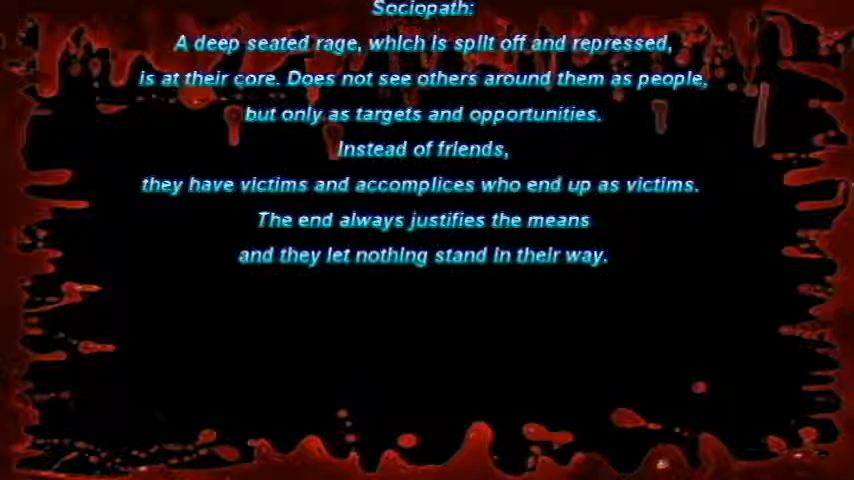 Sociopath:
A deep seated rage, which is split off and repressed,
is at their core. Does not see others around them as people,
but only as targets and opportunities.
Instead of friends,
they have victims and accomplices who end up as victims.
The end always justifies the means
and they let nothing stand in their way.